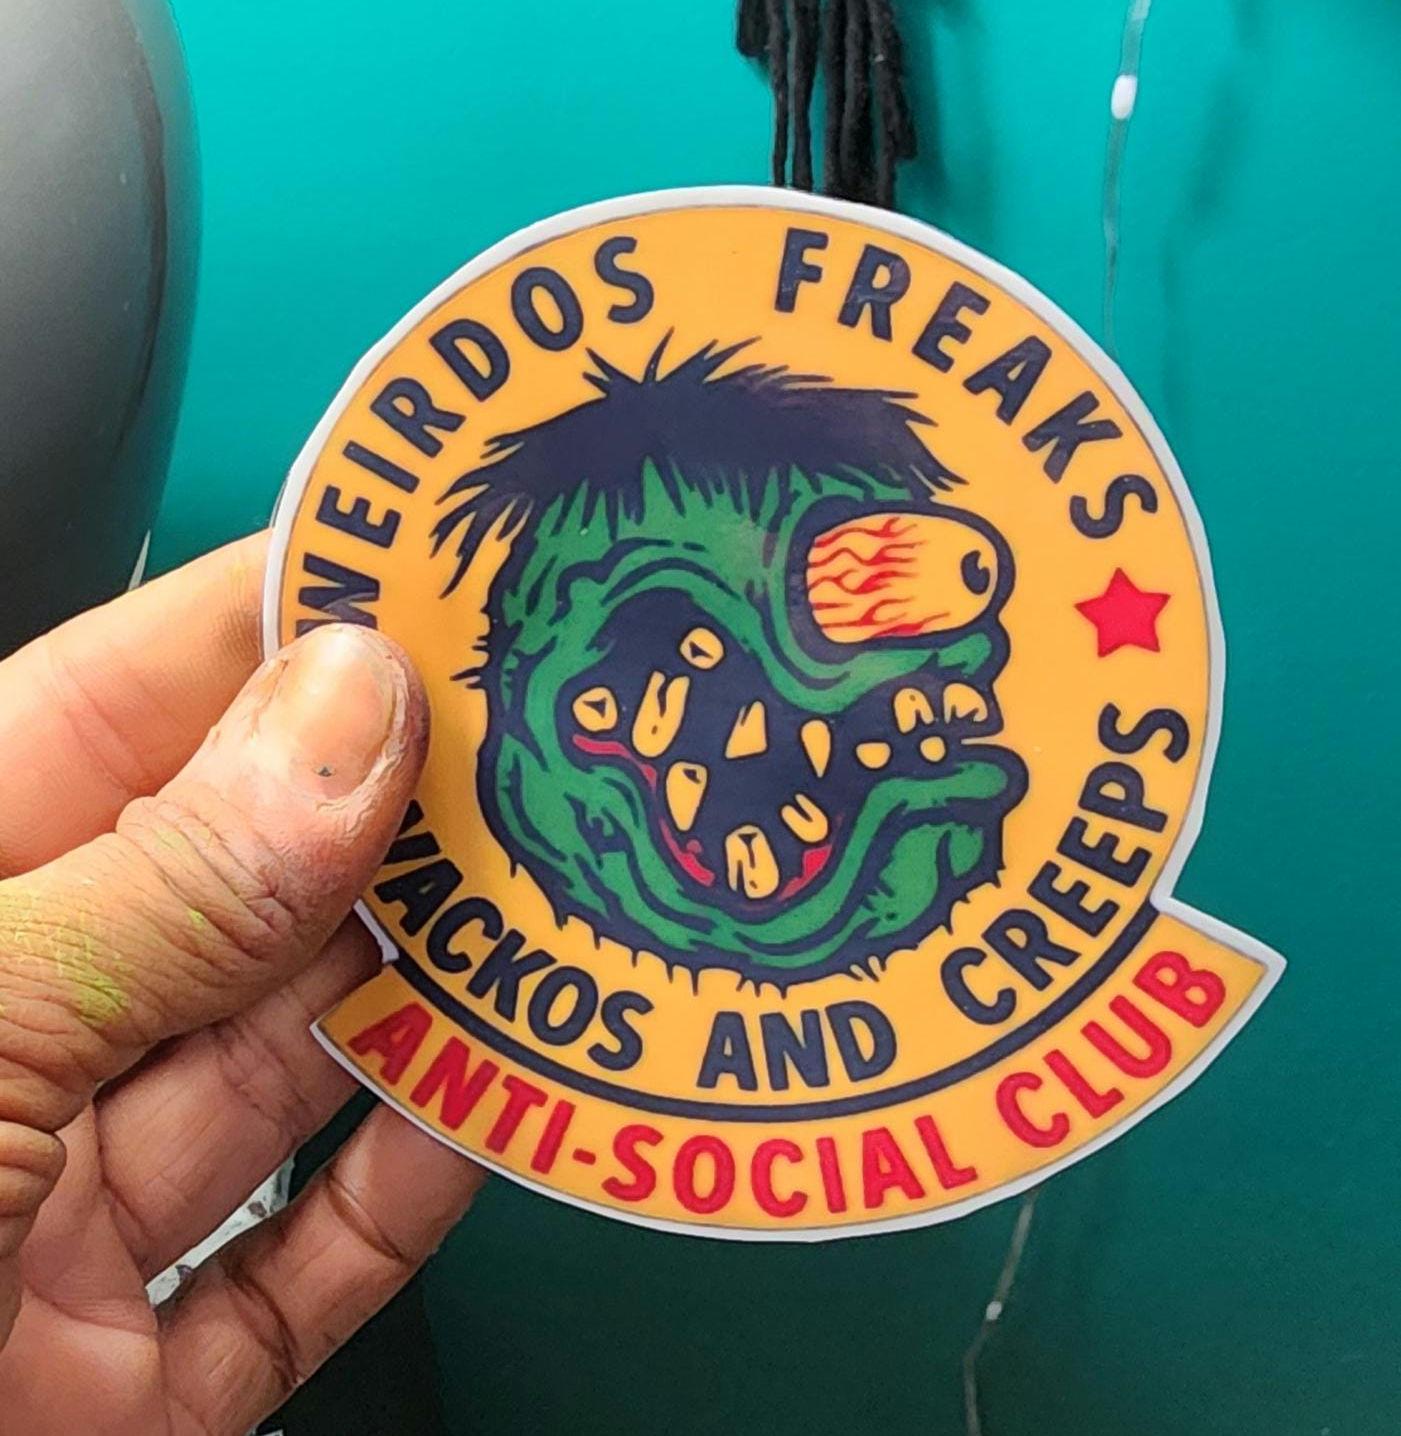 WEIRDOS FREAKS
WACKOS AND CREEPS
ANTI-SOCIAL CLUB